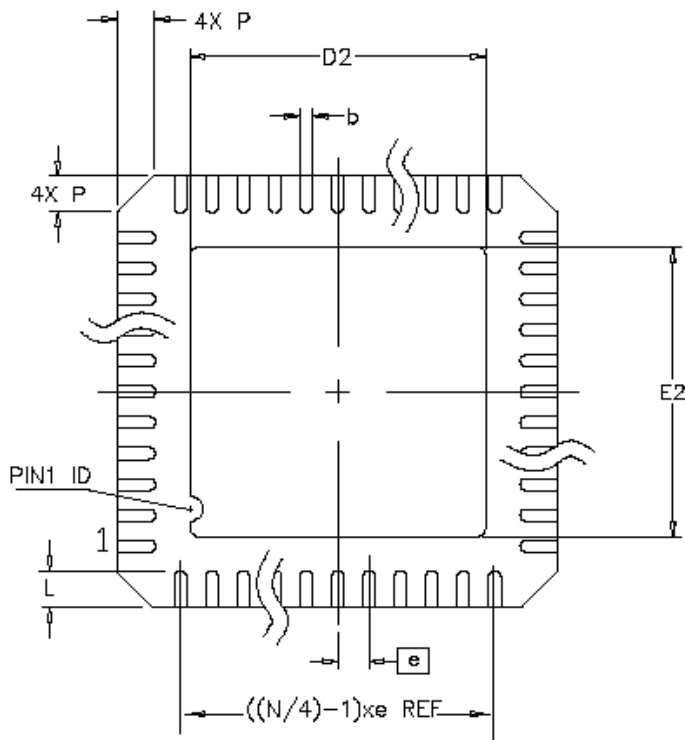 4X P
D2
b
4X P
E2
PIN1 ID
1
L
e
((N/4)-1)xe REF